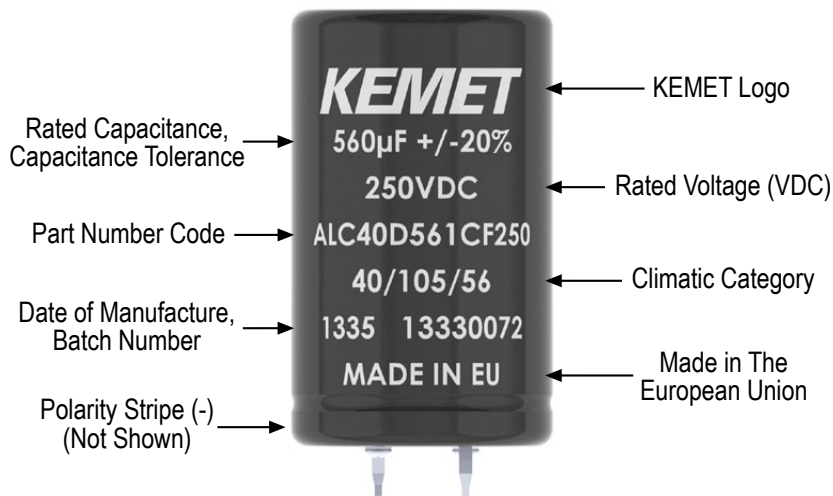 KEMET
KEMET Logo
Rated Capacitance,
Capacitance Tolerance
560µF +/-20%
250VDC
Rated Voltage (VDC)
Part Number Code
ALC40D561CF250
40/105/56
Climatic Category
Date of Manufacture,
Batch Number
1335 13330072
MADE IN EU
Made in The
European Union
Polarity Stripe (-)
(Not Shown)